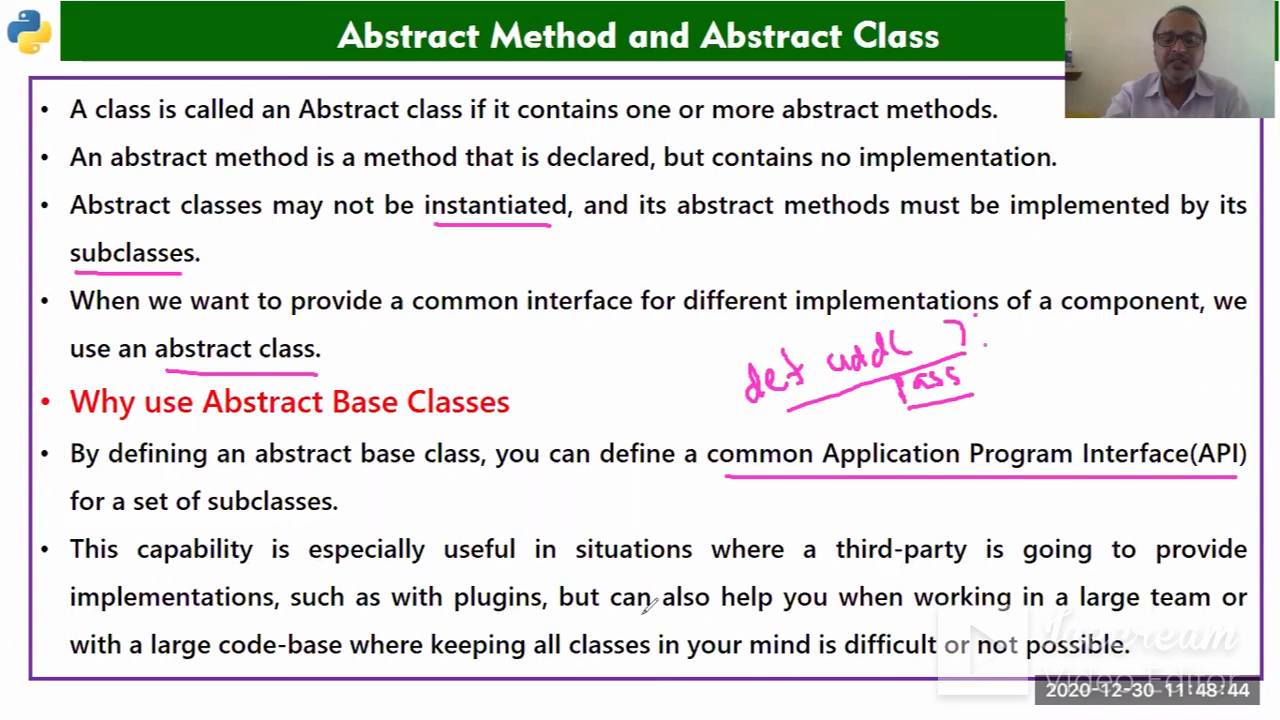 Abstract Method and Abstract Class
• A class is called an Abstract class if it contains one or more abstract methods.
• An abstract method is a method that is declared, but contains no implementation.
• Abstract classes may not be instantiated, and its abstract methods must be implemented by its
subclasses.
• When we want to provide a common interface for different implementations of a component, we
use an abstract class.
def add( ):
pass
• Why use Abstract Base Classes
• By defining an abstract base class, you can define a common Application Program Interface(API)
for a set of subclasses.
• This capability is especially useful in situations where a third-party is going to provide
implementations, such as with plugins, but can also help you when working in a large team or
with a large code-base where keeping all classes in your mind is difficult or not possible.
Video Editor
2020-12-30 11:48:44